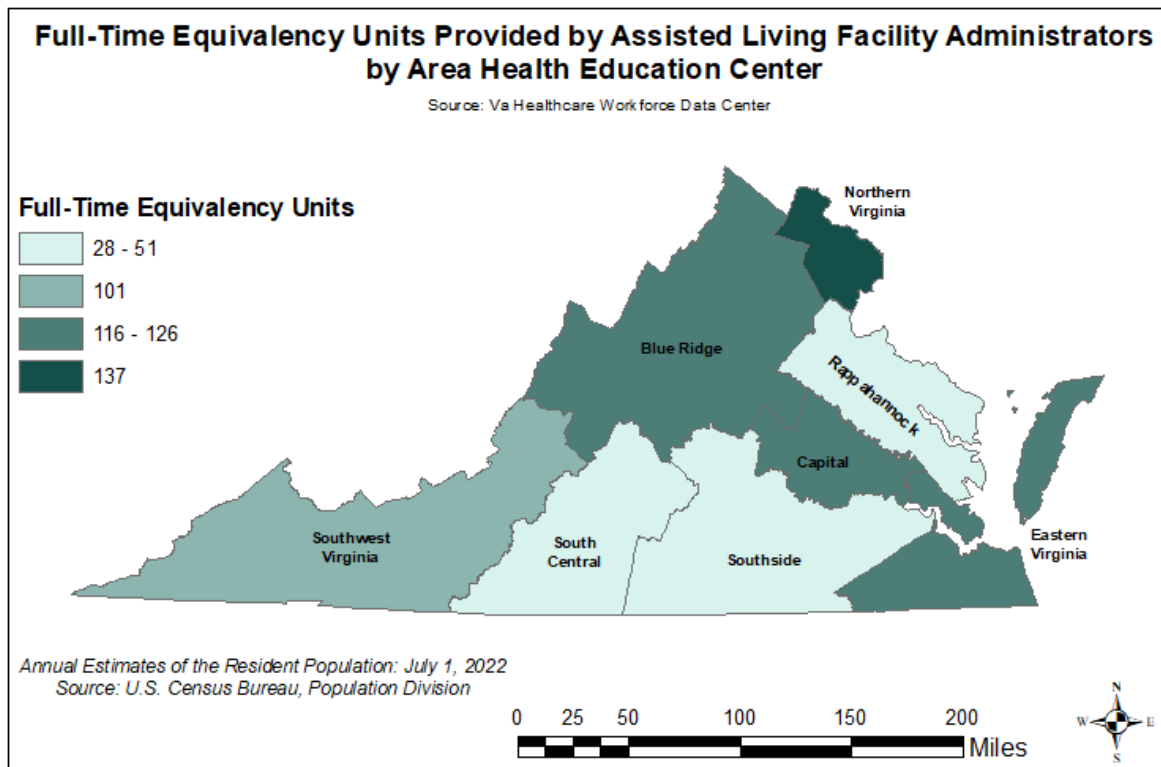 Full-Time Equivalency Units Provided by Assisted Living Facility Administrators
by Area Health Education Center
Source: Va Healthcare Workforce Data Center
Full-Time Equivalency Units
28 - 51
101
116 - 126
137
Northern
Virginia
Blue Ridge
Rappahannock
Capital
Southwest
Virginia
South
Central
Southside
Eastern
Virginia
Annual Estimates of the Resident Population: July 1, 2022
Source: U.S. Census Bureau, Population Division
0 25 50 100 150 200
Miles
N
W E
S